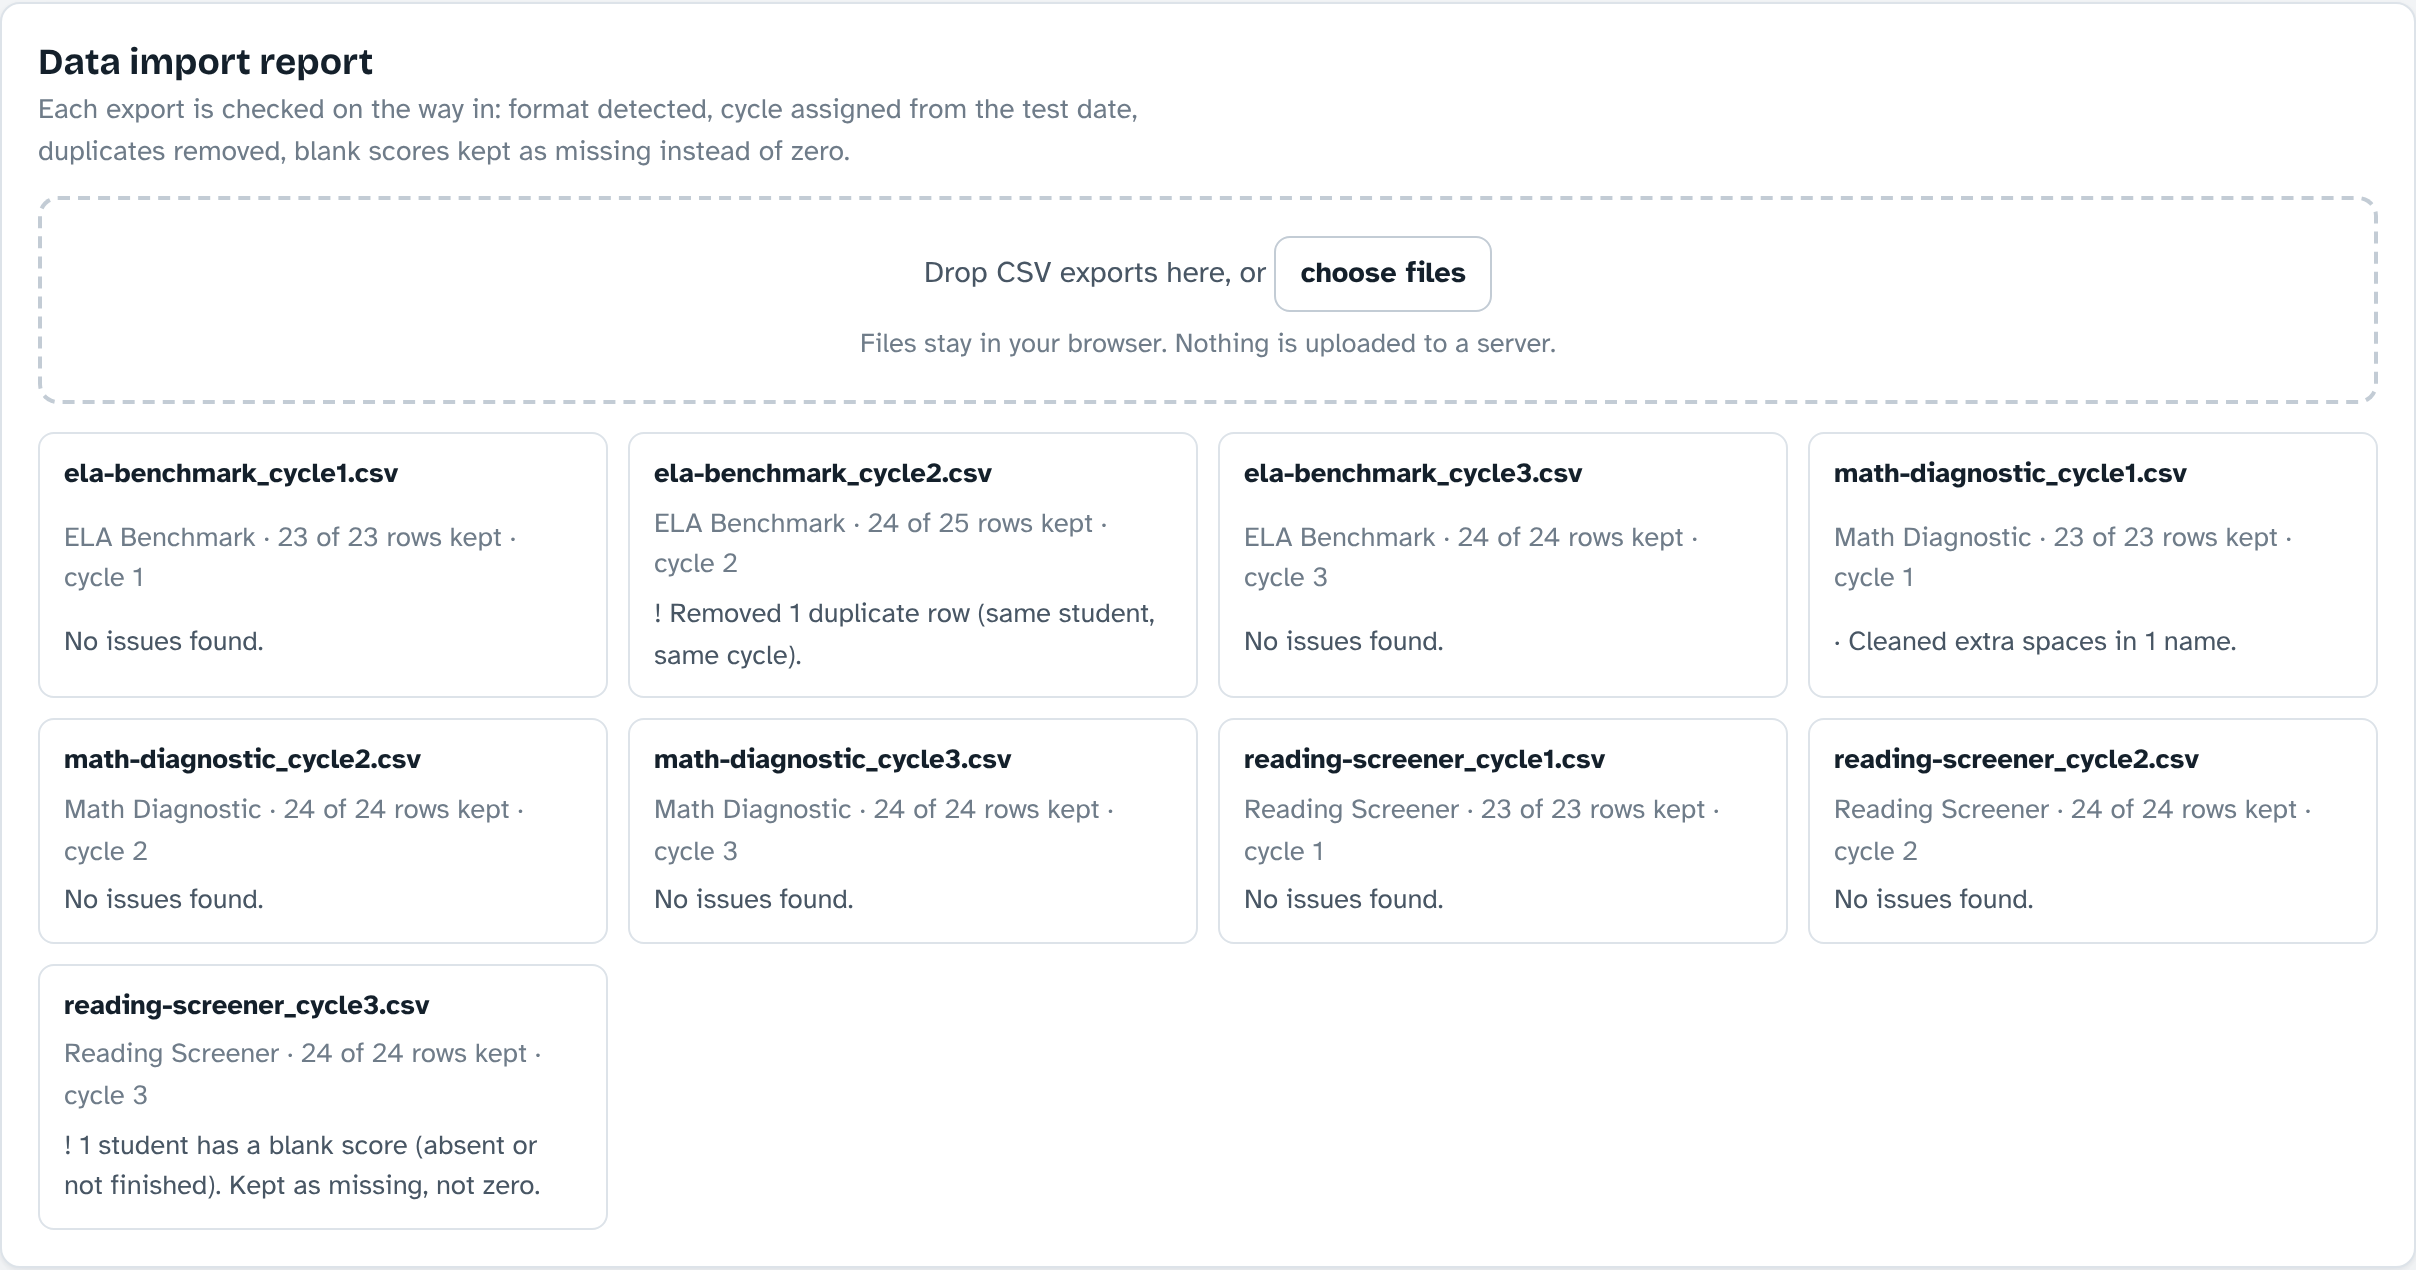 Data import report
Each export is checked on the way in: format detected, cycle assigned from the test date,
duplicates removed, blank scores kept as missing instead of zero.
Drop CSV exports here, or choose files
Files stay in your browser. Nothing is uploaded to a server.
ela-benchmark_cycle1.csv
ELA Benchmark · 23 of 23 rows kept ·
cycle 1
No issues found.
ela-benchmark_cycle2.csv
ELA Benchmark · 24 of 25 rows kept ·
cycle 2
! Removed 1 duplicate row (same student,
same cycle).
ela-benchmark_cycle3.csv
ELA Benchmark · 24 of 24 rows kept ·
cycle 3
No issues found.
math-diagnostic_cycle1.csv
Math Diagnostic · 23 of 23 rows kept ·
cycle 1
· Cleaned extra spaces in 1 name.
math-diagnostic_cycle2.csv
Math Diagnostic · 24 of 24 rows kept ·
cycle 2
No issues found.
math-diagnostic_cycle3.csv
Math Diagnostic · 24 of 24 rows kept ·
cycle 3
No issues found.
reading-screener_cycle1.csv
Reading Screener · 23 of 23 rows kept ·
cycle 1
No issues found.
reading-screener_cycle2.csv
Reading Screener · 24 of 24 rows kept ·
cycle 2
No issues found.
reading-screener_cycle3.csv
Reading Screener · 24 of 24 rows kept ·
cycle 3
! 1 student has a blank score (absent or
not finished). Kept as missing, not zero.